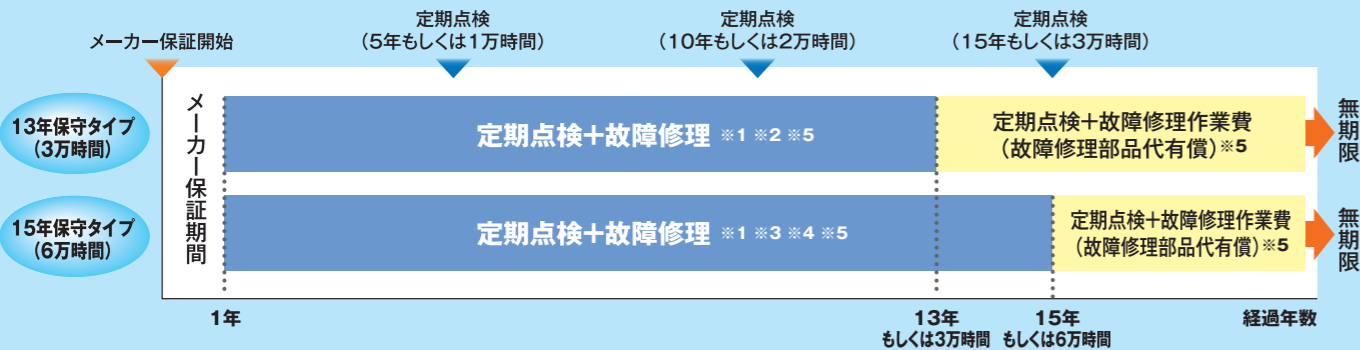 メーカー保証開始
定期点検
（5年もしくは1万時間）
定期点検
（10年もしくは2万時間）
定期点検
（15年もしくは3万時間）
メーカー保証期間
13年保守タイプ
（3万時間）
定期点検＋故障修理 ※1 ※2 ※5
定期点検＋故障修理作業費
（故障修理部品代有償）※5
無期限
15年保守タイプ
（6万時間）
定期点検＋故障修理 ※1 ※3 ※4 ※5
定期点検＋故障修理作業費
（故障修理部品代有償）※5
無期限
1年
13年
もしくは3万時間
15年
もしくは6万時間
経過年数